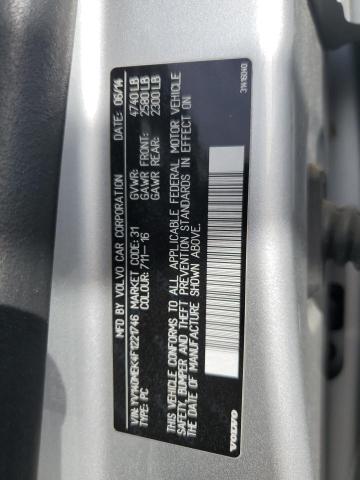 MFD BY VOLVO CAR CORPORATION DATE: 06/14
GVWR: 4740 LB
GAWR FRONT: 2580 LB
GAWR REAR: 2300 LB
MARKET CODE: 31
TYPE: PC COLOUR: 711-16
THIS VEHICLE CONFORMS TO ALL APPLICABLE FEDERAL MOTOR VEHICLE
SAFETY, BUMPER AND THEFT PREVENTION STANDARDS IN EFFECT ON
THE DATE OF MANUFACTURE SHOWN ABOVE.
VOLVO